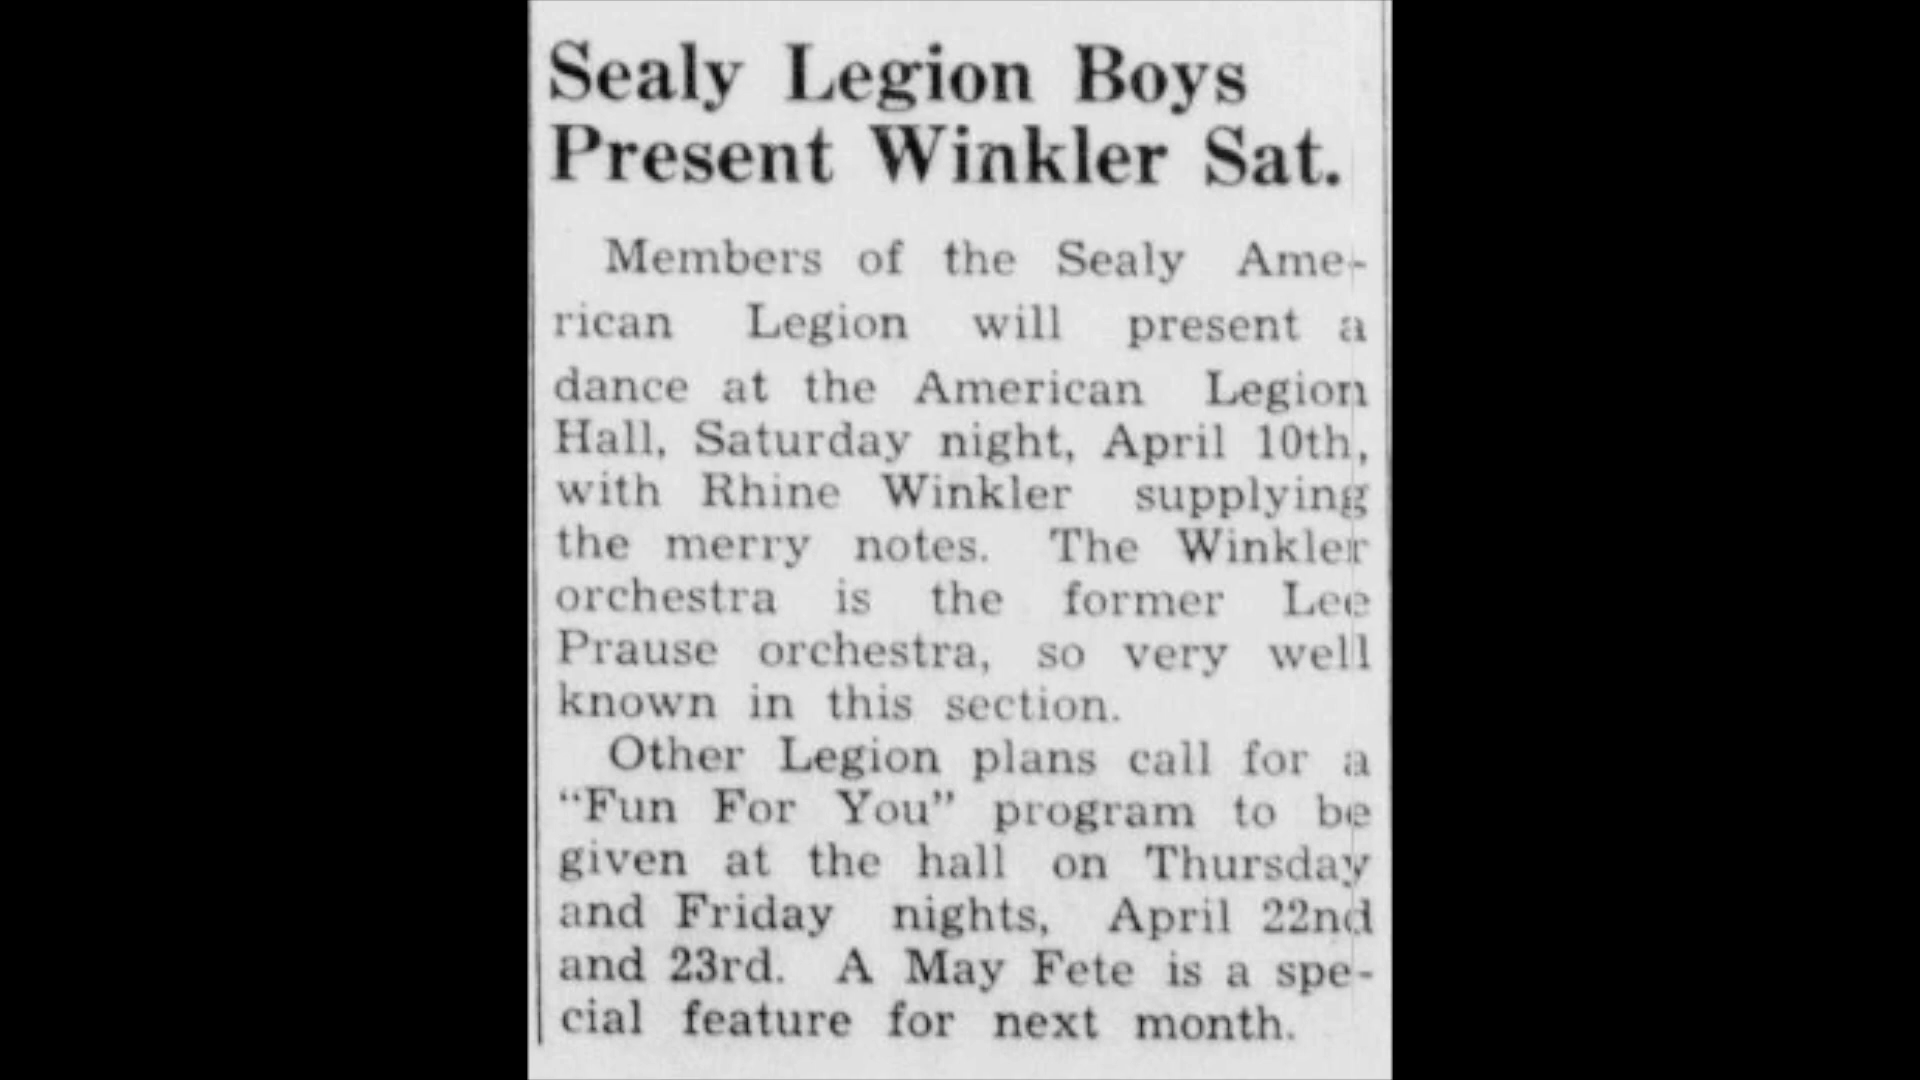 Sealy Legion Boys
Present Winkler Sat.
Members of the Sealy Ame-
rican Legion will present a
dance at the American Legion
Hall, Saturday night, April 10th,
with Rhine Winkler supplying
the merry notes. The Winkler
orchestra is the former Lee
Prause orchestra, so very well
known in this section.
Other Legion plans call for a
“Fun For You” program to be
given at the hall on Thursday
and Friday nights, April 22nd
and 23rd. A May Fete is a spe-
cial feature for next month.